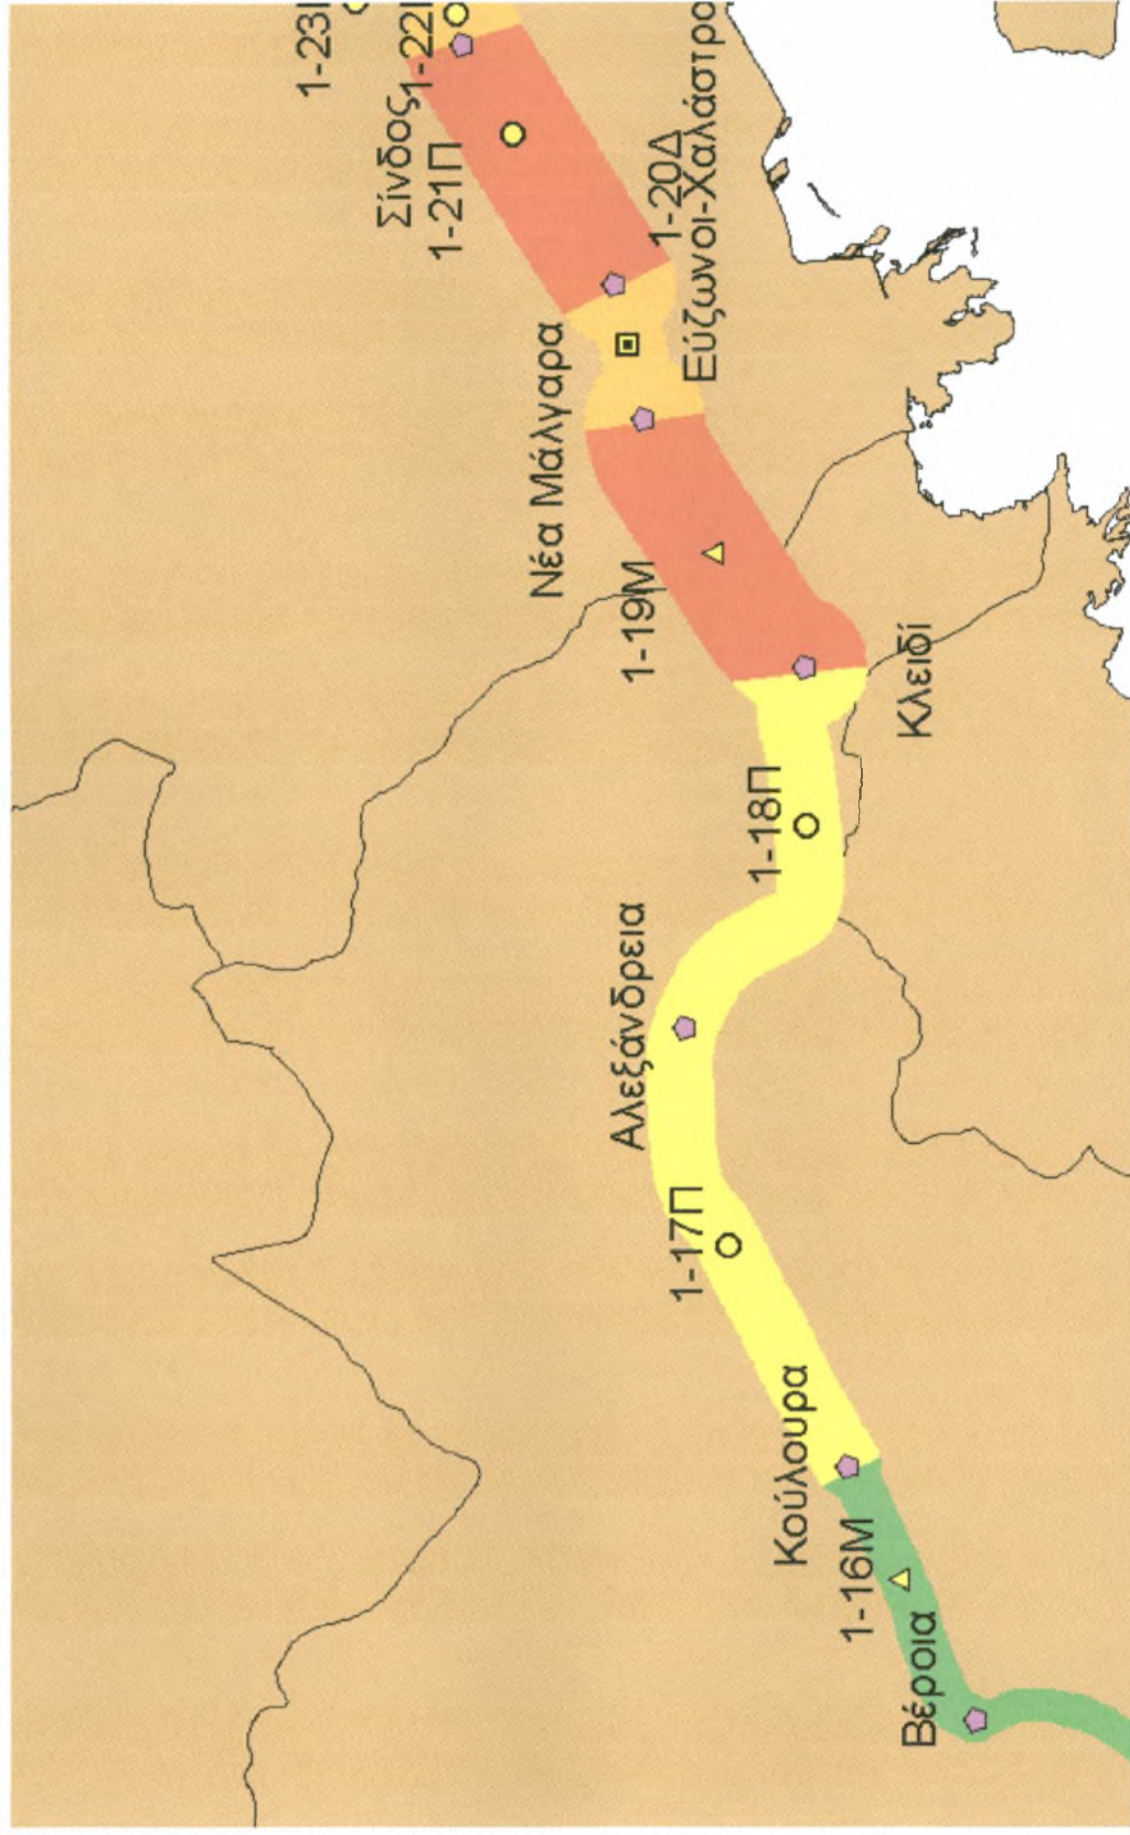 1-23
1-22
Σίνδος
1-21Π
1-20Δ
Εύζωνοι-Χαλάστρα
Νέα Μάλγαρα
1-19Μ
Κλειδί
1-18Π
Αλεξάνδρεια
1-17Π
Κούλουρα
1-16Μ
Βέροια